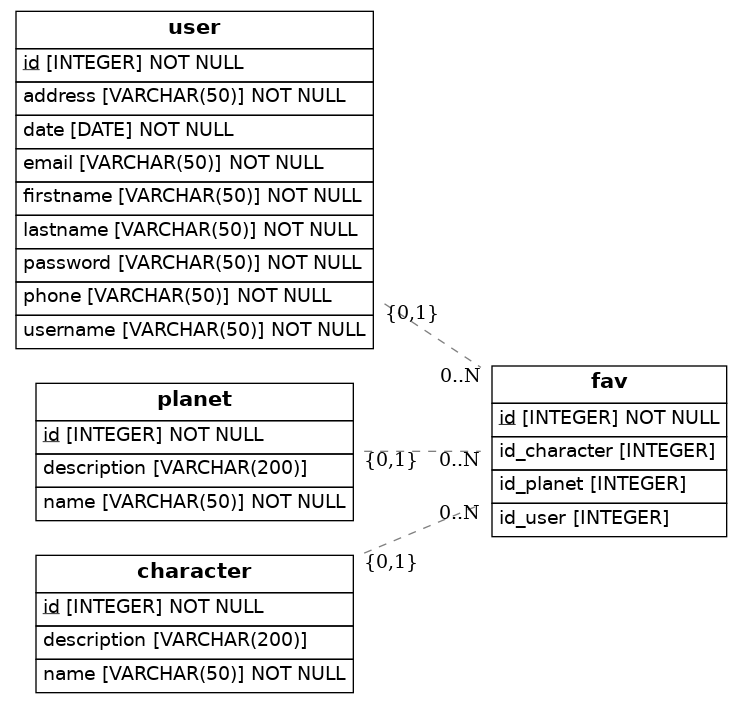 user
id [INTEGER] NOT NULL
address [VARCHAR(50)] NOT NULL
date [DATE] NOT NULL
email [VARCHAR(50)] NOT NULL
firstname [VARCHAR(50)] NOT NULL
lastname [VARCHAR(50)] NOT NULL
password [VARCHAR(50)] NOT NULL
phone [VARCHAR(50)] NOT NULL
username [VARCHAR(50)] NOT NULL
{0,1}
0..N
planet
id [INTEGER] NOT NULL
description [VARCHAR(200)]
name [VARCHAR(50)] NOT NULL
{0,1}
0..N
character
id [INTEGER] NOT NULL
description [VARCHAR(200)]
name [VARCHAR(50)] NOT NULL
{0,1}
0..N
fav
id [INTEGER] NOT NULL
id_character [INTEGER]
id_planet [INTEGER]
id_user [INTEGER]